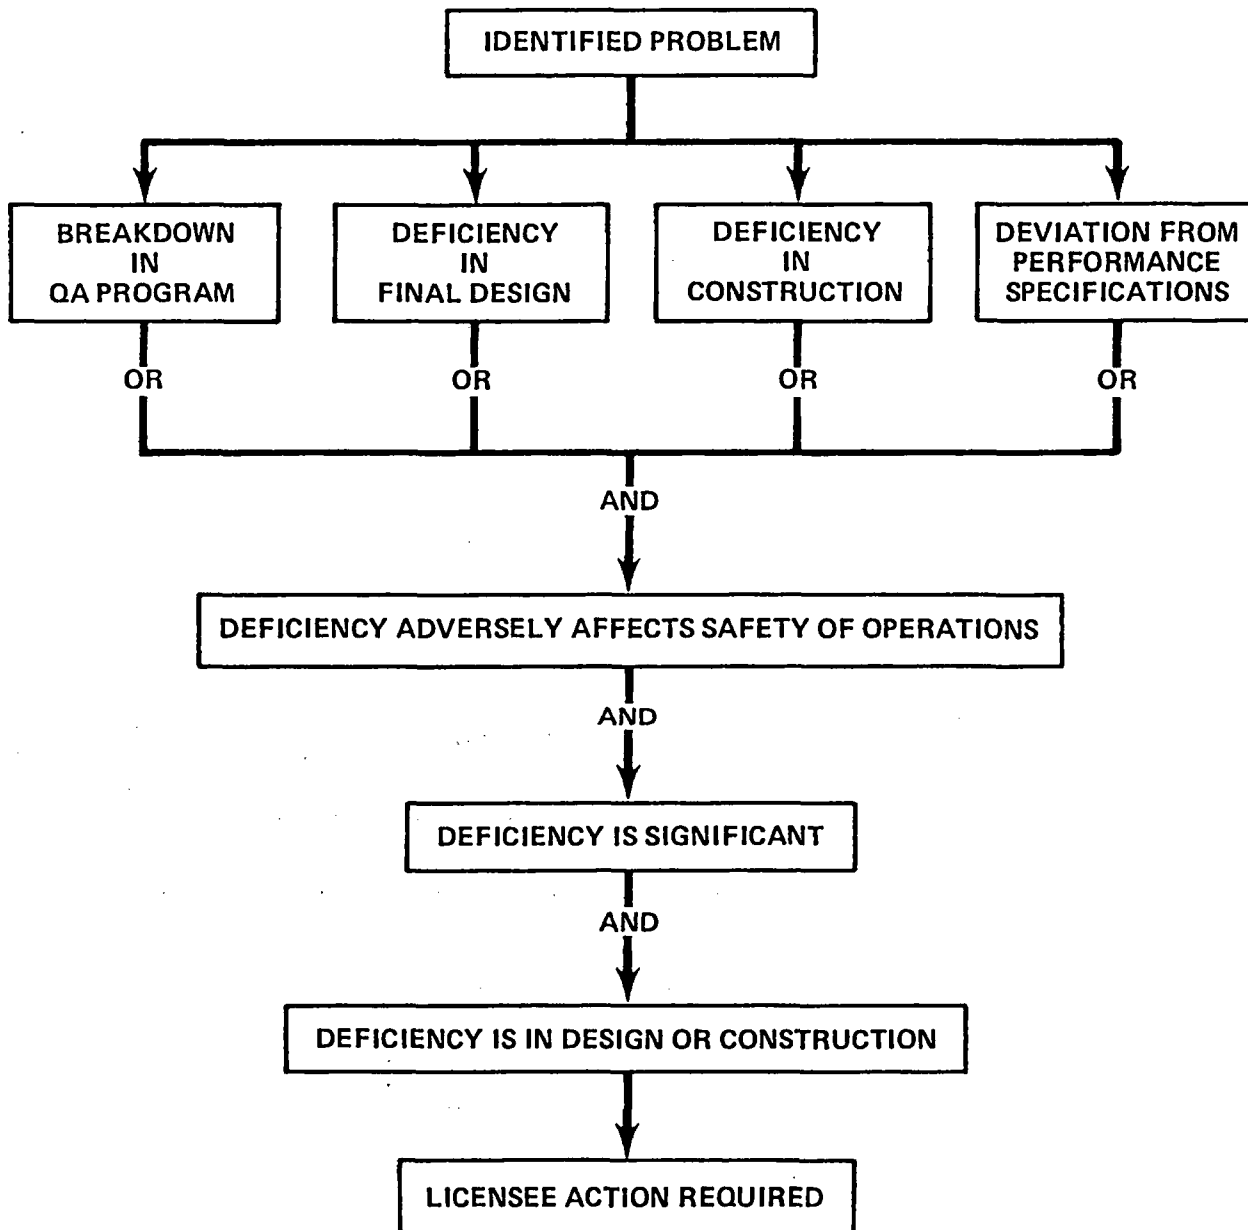 IDENTIFIED PROBLEM
BREAKDOWN
IN
QA PROGRAM
DEFICIENCY
IN
FINAL DESIGN
DEFICIENCY
IN
CONSTRUCTION
DEVIATION FROM
PERFORMANCE
SPECIFICATIONS
OR
OR
OR
OR
AND
DEFICIENCY ADVERSELY AFFECTS SAFETY OF OPERATIONS
AND
DEFICIENCY IS SIGNIFICANT
AND
DEFICIENCY IS IN DESIGN OR CONSTRUCTION
LICENSEE ACTION REQUIRED